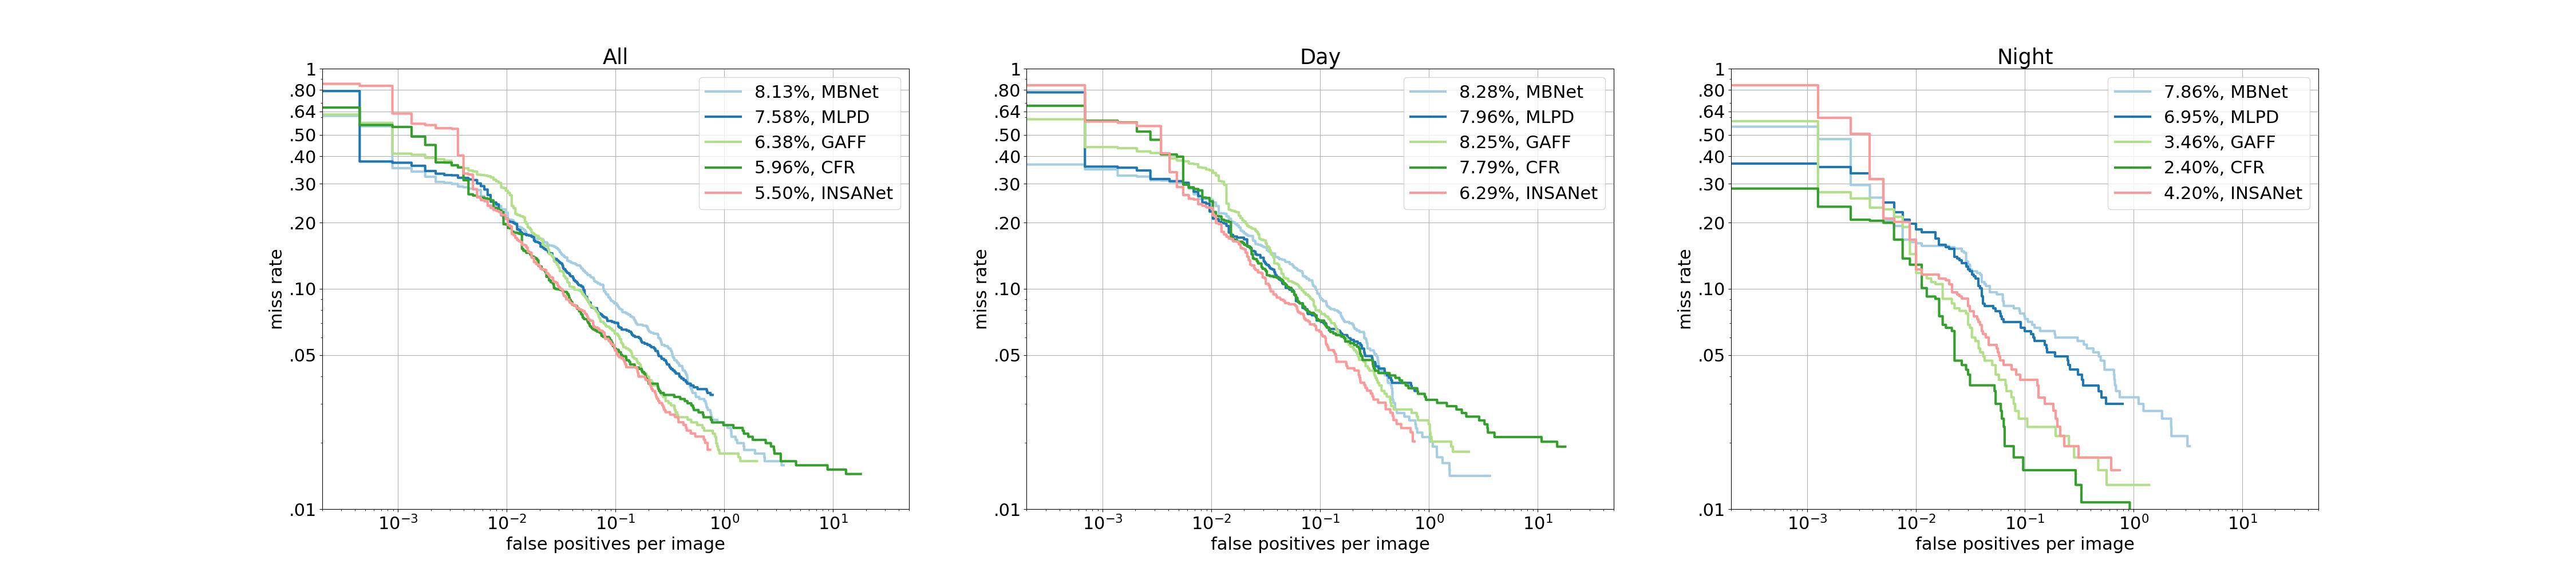 All
1
.80
.64
.50
.40
.30
.20
.10
.05
.01
miss rate
8.13%, MBNet
7.58%, MLPD
6.38%, GAFF
5.96%, CFR
5.50%, INSANet
10⁻³ 10⁻² 10⁻¹ 10⁰ 10¹
false positives per image
Day
1
.80
.64
.50
.40
.30
.20
.10
.05
.01
miss rate
8.28%, MBNet
7.96%, MLPD
8.25%, GAFF
7.79%, CFR
6.29%, INSANet
10⁻³ 10⁻² 10⁻¹ 10⁰ 10¹
false positives per image
Night
1
.80
.64
.50
.40
.30
.20
.10
.05
.01
miss rate
7.86%, MBNet
6.95%, MLPD
3.46%, GAFF
2.40%, CFR
4.20%, INSANet
10⁻³ 10⁻² 10⁻¹ 10⁰ 10¹
false positives per image